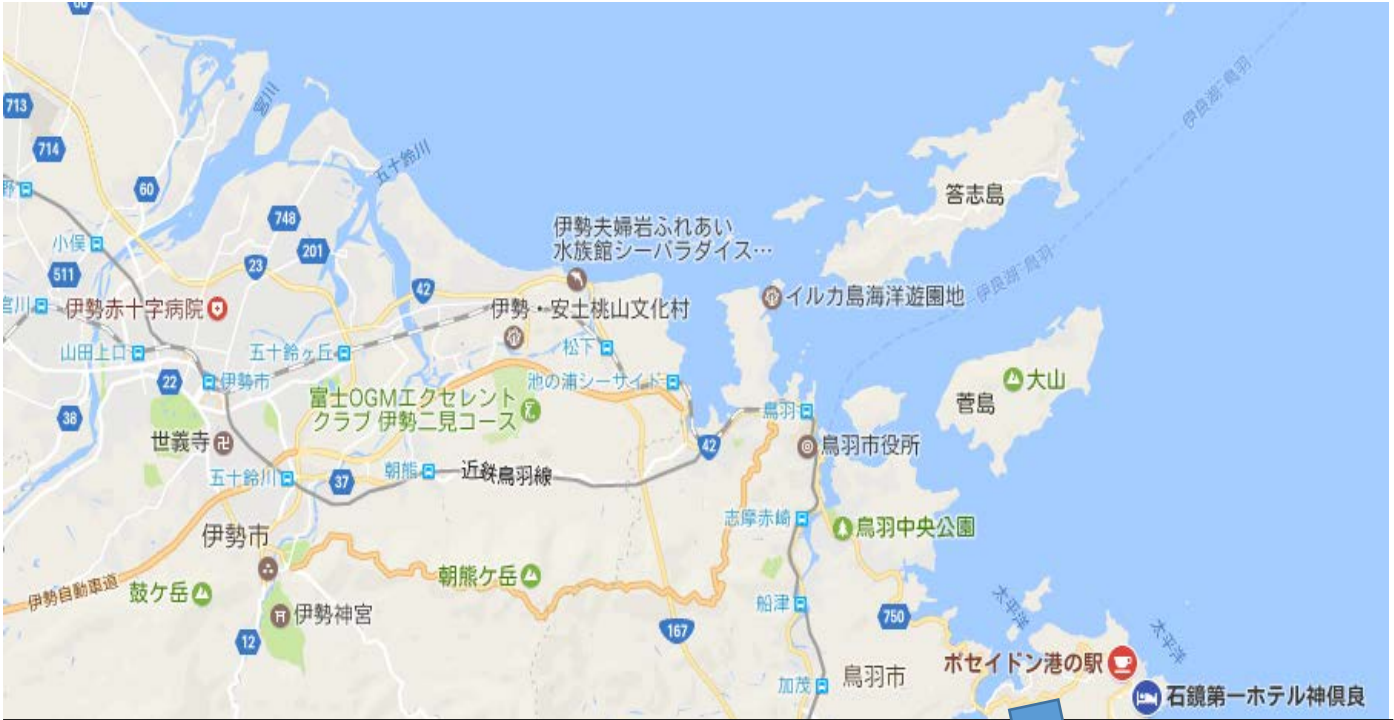 60
713
714
宮川
五十鈴川
60
野
748
小俣
201
511
23
42
伊勢夫婦岩ふれあい
水族館シーパラダイス…
答志島
伊良湖-鳥羽
伊良湖-鳥羽
宮川
伊勢赤十字病院
伊勢・安土桃山文化村
イルカ島海洋遊園地
山田上口
五十鈴ヶ丘
松下
22
伊勢市
池の浦シーサイド
大山
菅島
富士OGMエクセレント
クラブ 伊勢二見コース
鳥羽
38
世義寺
42
鳥羽市役所
五十鈴川
37
朝熊
近鉄鳥羽線
志摩赤崎
鳥羽中央公園
伊勢市
伊勢自動車道
鼓ケ岳
朝熊ケ岳
伊勢神宮
船津
太平洋
太平洋
12
167
750
ポセイドン港の駅
加茂
鳥羽市
石鏡第一ホテル神倶良